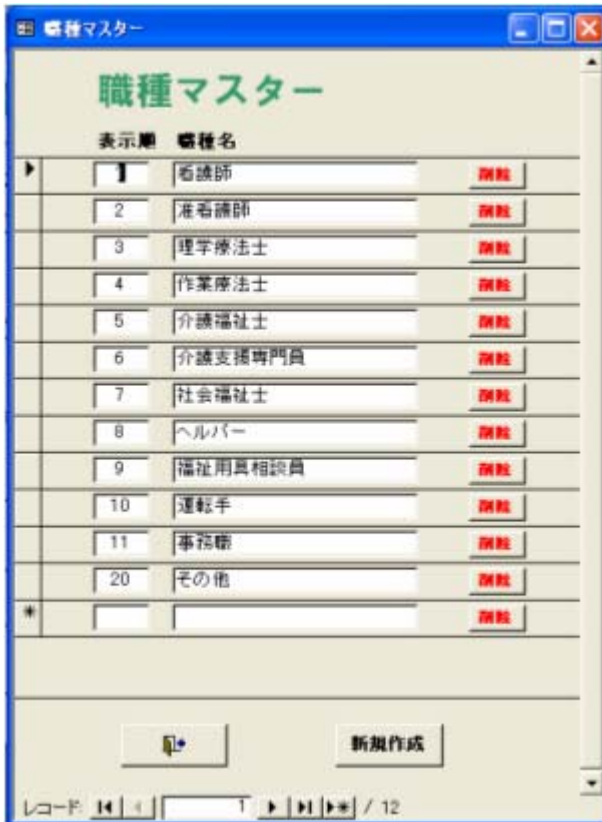 職種マスター
職種マスター
表示順 職種名
1 看護師 削除
2 准看護師 削除
3 理学療法士 削除
4 作業療法士 削除
5 介護福祉士 削除
6 介護支援専門員 削除
7 社会福祉士 削除
8 ヘルパー 削除
9 福祉用具相談員 削除
10 運転手 削除
11 事務職 削除
20 その他 削除
削除
新規作成
レコード: 1 / 12